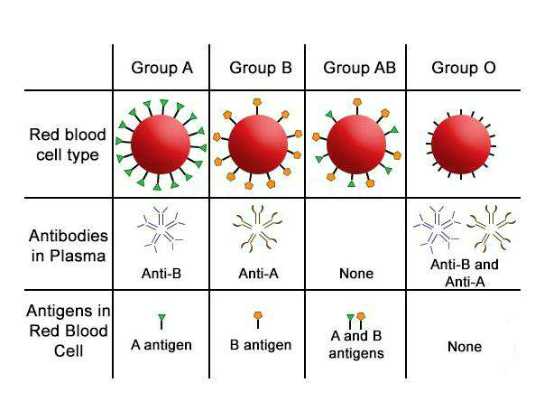 Group A
Group B
Group AB
Group O
Red blood
cell type
Antibodies
in Plasma
Anti-B
Anti-A
None
Anti-B and
Anti-A
Antigens in
Red Blood
Cell
A antigen
B antigen
A and B
antigens
None